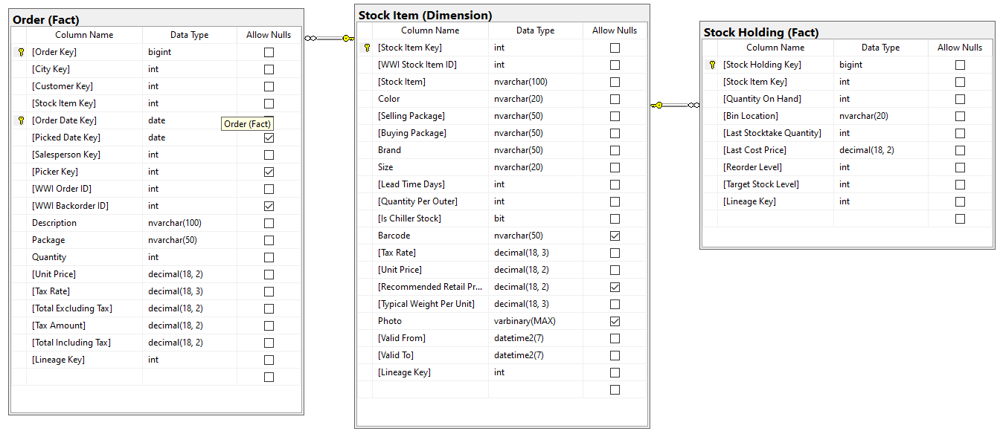 Order (Fact)
Column Name Data Type Allow Nulls
[Order Key] bigint
[City Key] int
[Customer Key] int
[Stock Item Key] int
[Order Date Key] date
Order (Fact)
[Picked Date Key] date
[Salesperson Key] int
[Picker Key] int
[WWI Order ID] int
[WWI Backorder ID] int
Description nvarchar(100)
Package nvarchar(50)
Quantity int
[Unit Price] decimal(18, 2)
[Tax Rate] decimal(18, 3)
[Total Excluding Tax] decimal(18, 2)
[Tax Amount] decimal(18, 2)
[Total Including Tax] decimal(18, 2)
[Lineage Key] int
Stock Item (Dimension)
Column Name Data Type Allow Nulls
[Stock Item Key] int
[WWI Stock Item ID] int
[Stock Item] nvarchar(100)
Color nvarchar(20)
[Selling Package] nvarchar(50)
[Buying Package] nvarchar(50)
Brand nvarchar(50)
Size nvarchar(20)
[Lead Time Days] int
[Quantity Per Outer] int
[Is Chiller Stock] bit
Barcode nvarchar(50)
[Tax Rate] decimal(18, 3)
[Unit Price] decimal(18, 2)
[Recommended Retail Pr... decimal(18, 2)
[Typical Weight Per Unit] decimal(18, 3)
Photo varbinary(MAX)
[Valid From] datetime2(7)
[Valid To] datetime2(7)
[Lineage Key] int
Stock Holding (Fact)
Column Name Data Type Allow Nulls
[Stock Holding Key] bigint
[Stock Item Key] int
[Quantity On Hand] int
[Bin Location] nvarchar(20)
[Last Stocktake Quantity] int
[Last Cost Price] decimal(18, 2)
[Reorder Level] int
[Target Stock Level] int
[Lineage Key] int